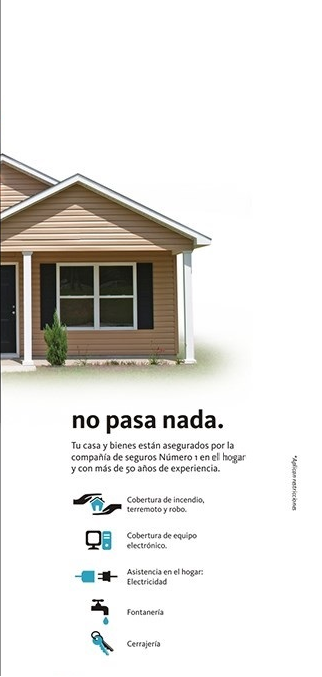 no pasa nada.
Tu casa y bienes están asegurados por la
compañía de seguros Número 1 en el hogar
y con más de 50 años de experiencia.
Cobertura de incendio,
terremoto y robo.
Cobertura de equipo
electrónico.
Asistencia en el hogar:
Electricidad
Fontanería
Cerrajería
*Aplican restricciones